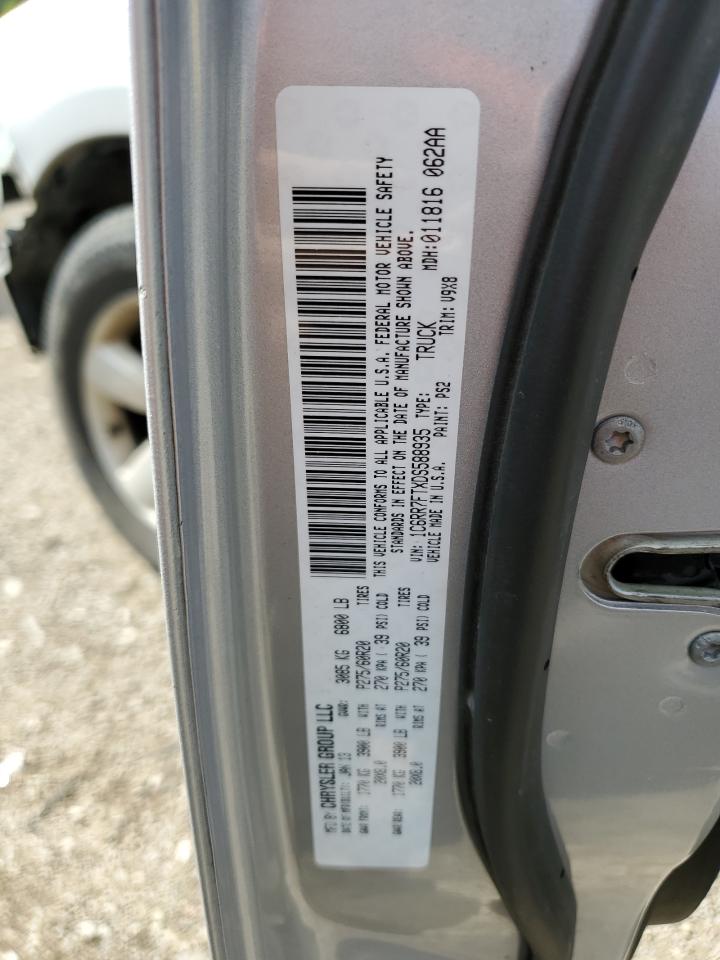 MFD BY: CHRYSLER GROUP LLC
DATE OF MFR: JAN 13 GVWR: 3085 KG 6800 LB
GAWR FRONT: 1770 KG 3900 LB WITH P275/60R20 TIRES
20X8.0 RIMS AT 270 KPA ( 39 PSI) COLD
GAWR REAR: 1770 KG 3900 LB WITH P275/60R20 TIRES
20X8.0 RIMS AT 270 KPA ( 39 PSI) COLD
THIS VEHICLE CONFORMS TO ALL APPLICABLE U.S.A. FEDERAL MOTOR VEHICLE SAFETY
STANDARDS IN EFFECT ON THE DATE OF MANUFACTURE SHOWN ABOVE.
VIN: 1C6RR7FTXDS588935 TYPE: TRUCK MDH:011816 062AA
VEHICLE MADE IN U.S.A. PAINT: PS2 TRIM: V9X8